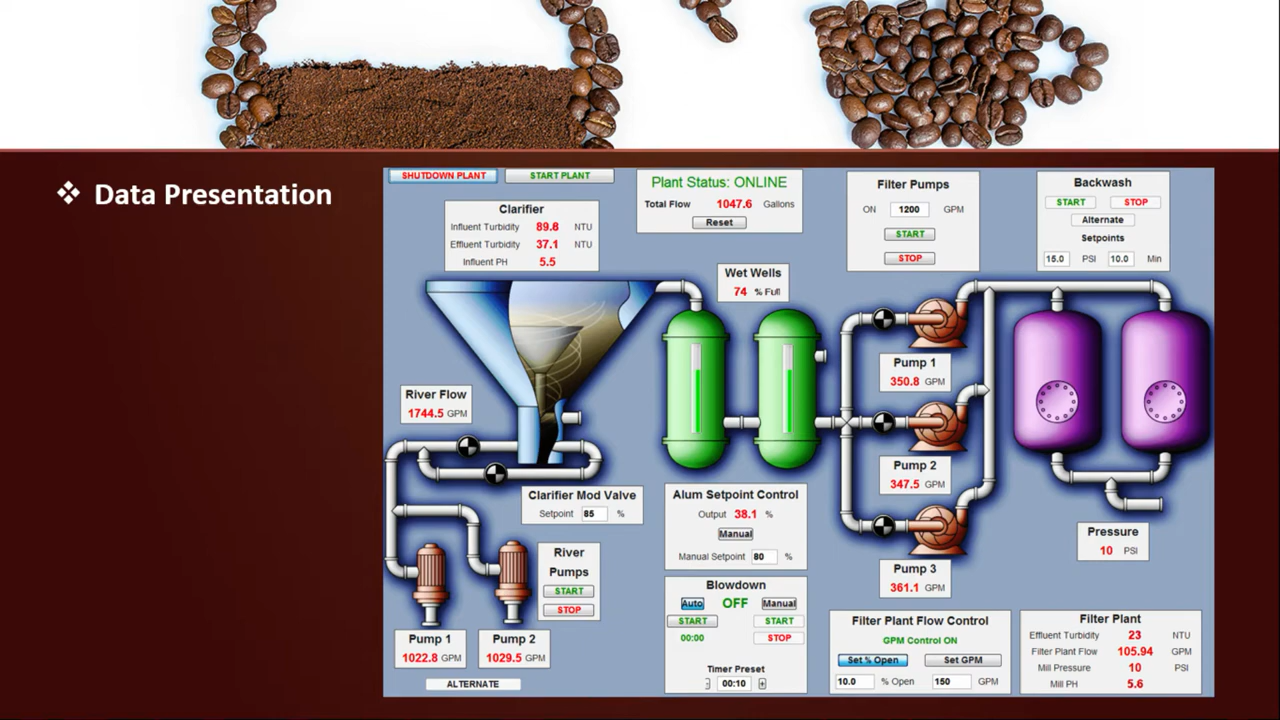 ❖ Data Presentation
SHUTDOWN PLANT
START PLANT
Clarifier
Influent Turbidity 89.8 NTU
Effluent Turbidity 37.1 NTU
Influent PH 5.5
Plant Status: ONLINE
Total Flow 1047.6 Gallons
Reset
Filter Pumps
ON 1200 GPM
START
STOP
Backwash
START STOP
Alternate
Setpoints
15.0 PSI 10.0 Min
Wet Wells
74 % Full
River Flow
1744.5 GPM
Pump 1
350.8 GPM
Pump 2
347.5 GPM
Pump 3
361.1 GPM
Clarifier Mod Valve
Setpoint 85 %
Alum Setpoint Control
Output 38.1 %
Manual
Manual Setpoint 80 %
Pressure
10 PSI
River
Pumps
START
STOP
Pump 1
1022.8 GPM
Pump 2
1029.5 GPM
ALTERNATE
Blowdown
Auto OFF Manual
START START
00:00 STOP
Timer Preset
- 00:10 +
Filter Plant Flow Control
GPM Control ON
Set % Open Set GPM
10.0 % Open 150 GPM
Filter Plant
Effluent Turbidity 23 NTU
Filter Plant Flow 105.94 GPM
Mill Pressure 10 PSI
Mill PH 5.6